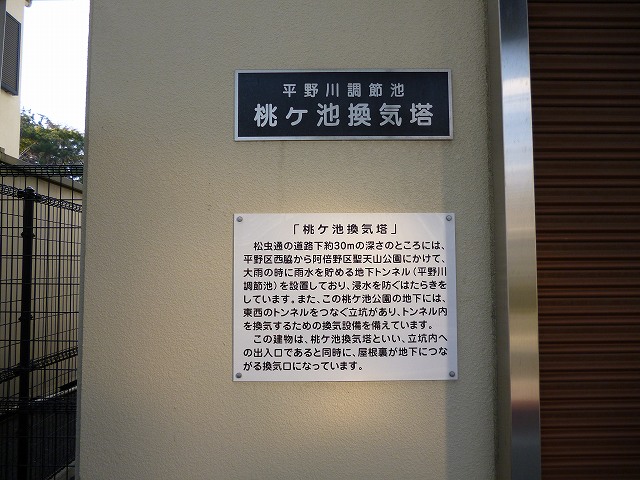 平野川調節池
桃ケ池換気塔
「桃ケ池換気塔」
松虫通の道路下約30mの深さのところには、
平野区西脇から阿倍野区聖天山公園にかけて、
大雨の時に雨水を貯める地下トンネル(平野川
調節池)を設置しており、浸水を防ぐはたらきを
しています。また、この桃ケ池公園の地下には、
東西のトンネルをつなぐ立坑があり、トンネル内
を換気するための換気設備を備えています。
この建物は、桃ケ池換気塔といい、立坑内へ
の出入口であると同時に、屋根裏が地下につな
がる換気口になっています。